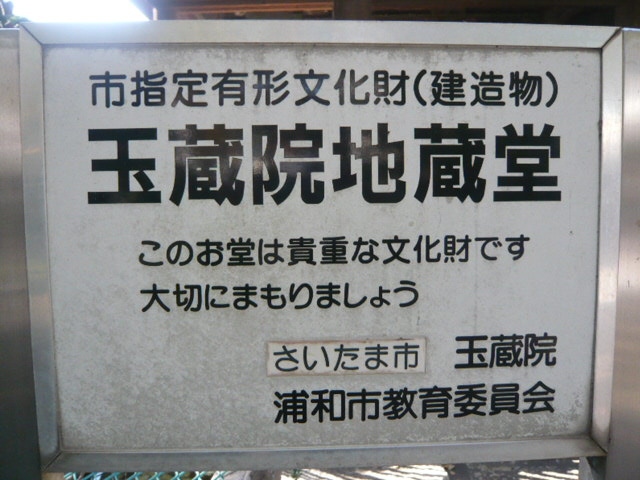 市指定有形文化財(建造物)
玉蔵院地蔵堂
このお堂は貴重な文化財です
大切にまもりましょう
さいたま市 玉蔵院
浦和市教育委員会